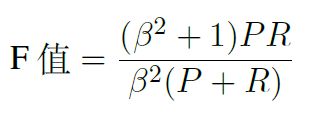 F 值 = (β² + 1)PR / β²(P + R)